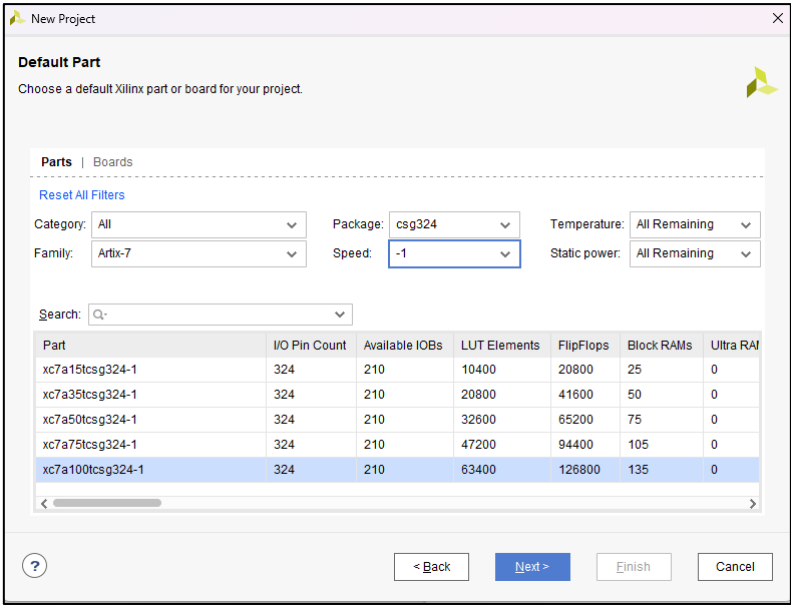 New Project
Default Part
Choose a default Xilinx part or board for your project.
Parts | Boards
Reset All Filters
Category: All Package: csg324 Temperature: All Remaining
Family: Artix-7 Speed: -1 Static power: All Remaining
Search: Q-
Part I/O Pin Count Available IOBs LUT Elements FlipFlops Block RAMs Ultra RAM
xc7a15tcsg324-1 324 210 10400 20800 25 0
xc7a35tcsg324-1 324 210 20800 41600 50 0
xc7a50tcsg324-1 324 210 32600 65200 75 0
xc7a75tcsg324-1 324 210 47200 94400 105 0
xc7a100tcsg324-1 324 210 63400 126800 135 0
? < Back Next > Finish Cancel